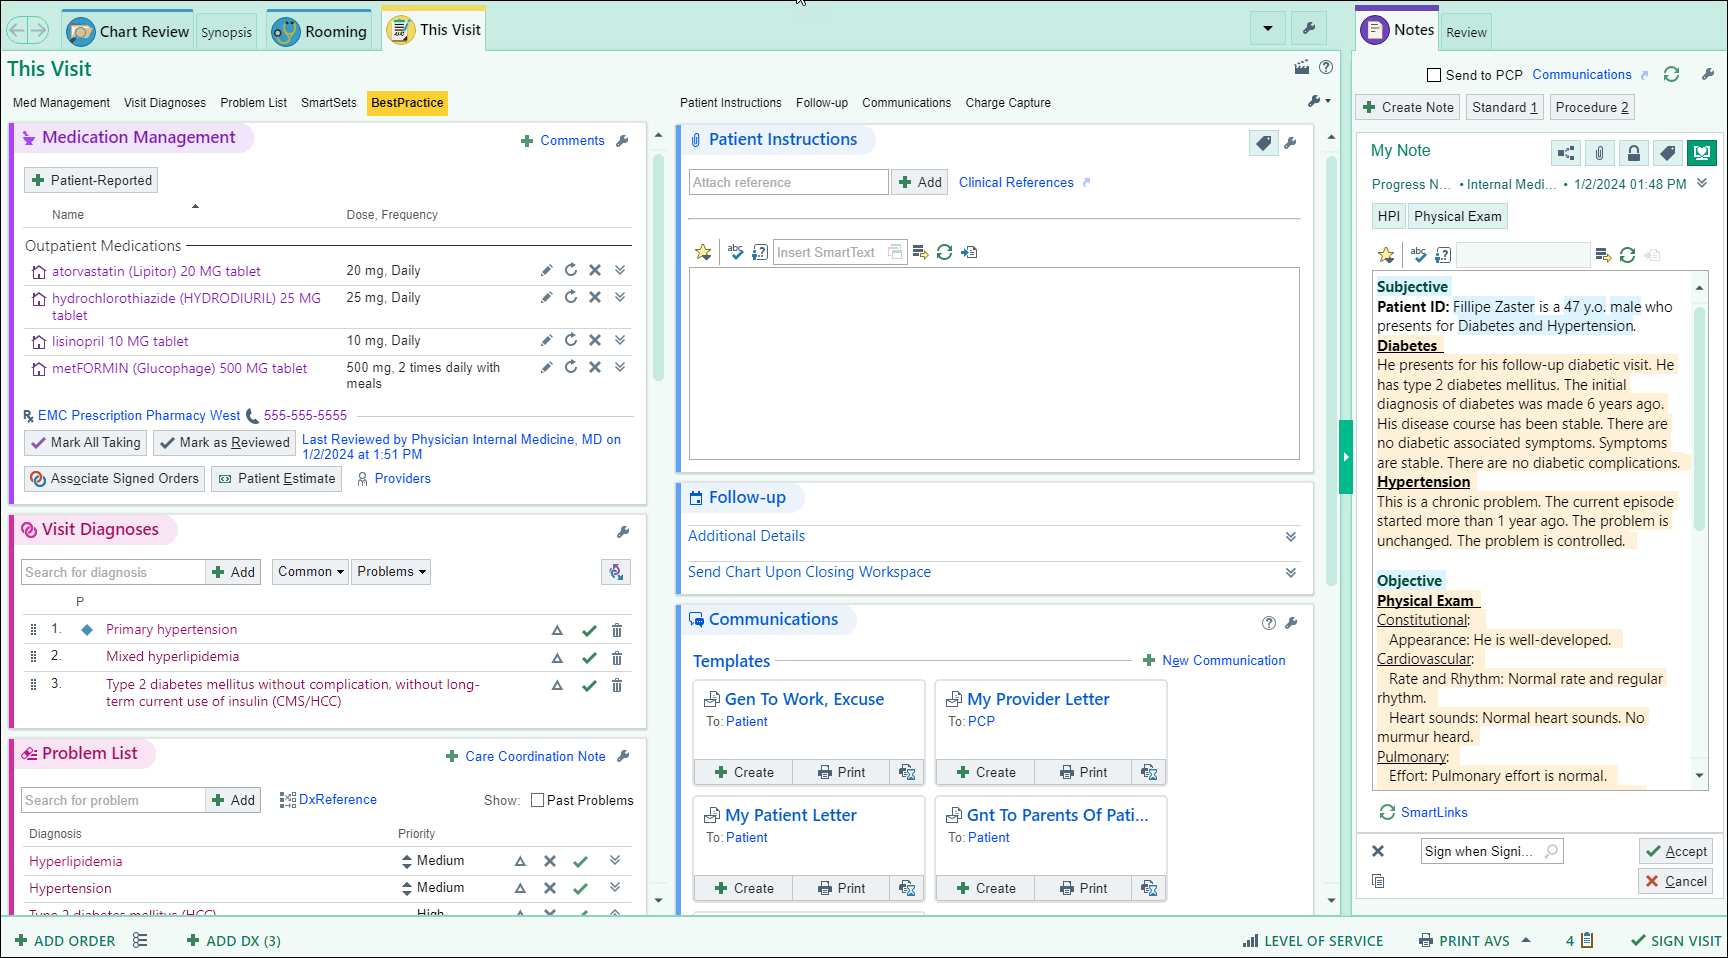 Chart Review Synopsis Rooming This Visit
This Visit
Med Management Visit Diagnoses Problem List SmartSets BestPractice
Medication Management
Comments
Patient-Reported
Name Dose, Frequency
Outpatient Medications
atorvastatin (Lipitor) 20 MG tablet 20 mg, Daily
hydrochlorothiazide (HYDRODIURIL) 25 MG 25 mg, Daily
tablet
lisinopril 10 MG tablet 10 mg, Daily
metFORMIN (Glucophage) 500 MG tablet 500 mg, 2 times daily with
meals
EMC Prescription Pharmacy West 555-555-5555
Mark All Taking Mark as Reviewed Last Reviewed by Physician Internal Medicine, MD on
1/2/2024 at 1:51 PM
Associate Signed Orders Patient Estimate Providers
Visit Diagnoses
Search for diagnosis Add Common Problems
P
1. Primary hypertension
2. Mixed hyperlipidemia
3. Type 2 diabetes mellitus without complication, without long-
term current use of insulin (CMS/HCC)
Problem List
Care Coordination Note
Search for problem Add DxReference Show: Past Problems
Diagnosis Priority
Hyperlipidemia Medium
Hypertension Medium
Type 2 diabetes mellitus (HCC) High
Patient Instructions Follow-up Communications Charge Capture
Patient Instructions
Attach reference Add Clinical References
Insert SmartText
Follow-up
Additional Details
Send Chart Upon Closing Workspace
Communications
Templates New Communication
Gen To Work, Excuse
To: Patient
Create Print
My Provider Letter
To: PCP
Create Print
My Patient Letter
To: Patient
Create Print
Gnt To Parents Of Pati...
To: Patient
Create Print
Notes Review
Send to PCP Communications
Create Note Standard 1 Procedure 2
My Note
Progress N... • Internal Medi... • 1/2/2024 01:48 PM
HPI Physical Exam
Subjective
Patient ID: Fillipe Zaster is a 47 y.o. male who
presents for Diabetes and Hypertension.
Diabetes
He presents for his follow-up diabetic visit. He
has type 2 diabetes mellitus. The initial
diagnosis of diabetes was made 6 years ago.
His disease course has been stable. There are
no diabetic associated symptoms. Symptoms
are stable. There are no diabetic complications.
Hypertension
This is a chronic problem. The current episode
started more than 1 year ago. The problem is
unchanged. The problem is controlled.
Objective
Physical Exam
Constitutional:
Appearance: He is well-developed.
Cardiovascular:
Rate and Rhythm: Normal rate and regular
rhythm.
Heart sounds: Normal heart sounds. No
murmur heard.
Pulmonary:
Effort: Pulmonary effort is normal.
SmartLinks
Sign when Signi... Accept
Cancel
ADD ORDER ADD DX (3) LEVEL OF SERVICE PRINT AVS 4 SIGN VISIT